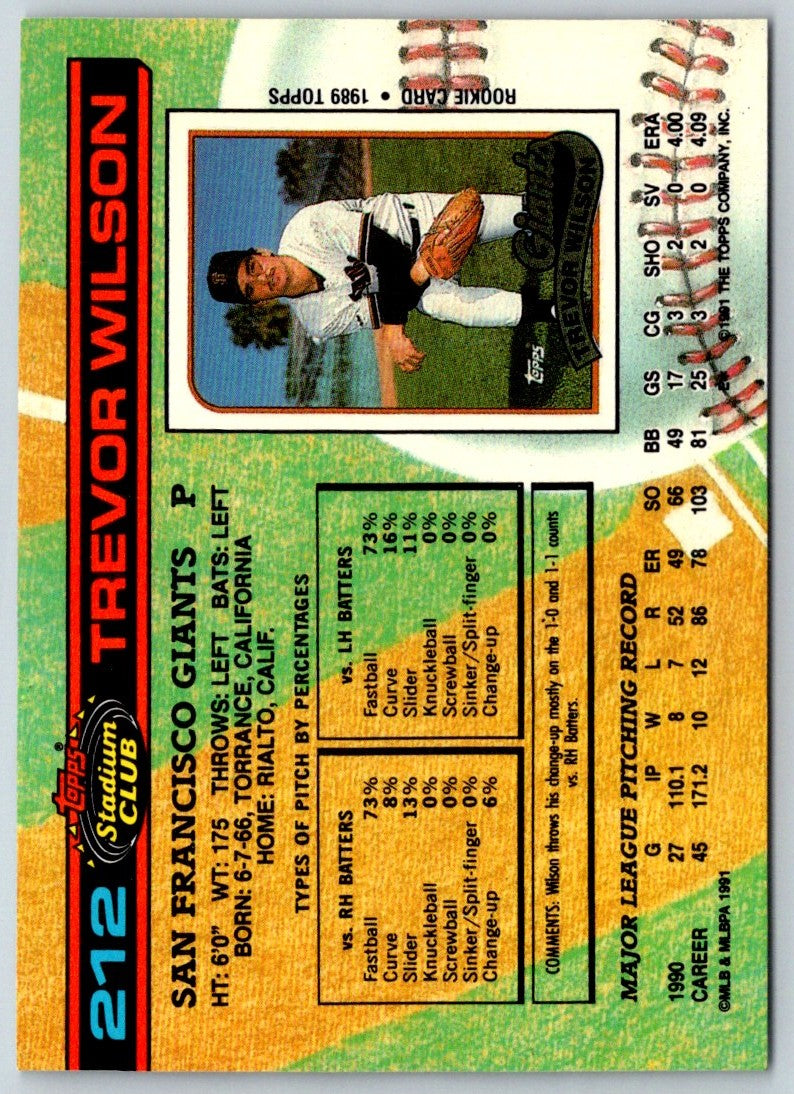 212
Topps®
Stadium
CLUB
TREVOR WILSON
SAN FRANCISCO GIANTS P
HT: 6'0" WT: 175 THROWS: LEFT BATS: LEFT
BORN: 6-7-66, TORRANCE, CALIFORNIA
HOME: RIALTO, CALIF.
TYPES OF PITCH BY PERCENTAGES
vs. RH BATTERS
Fastball 73%
Curve 8%
Slider 13%
Knuckleball 0%
Screwball 0%
Sinker/Split-finger 0%
Change-up 6%
vs. LH BATTERS
Fastball 73%
Curve 16%
Slider 11%
Knuckleball 0%
Screwball 0%
Sinker/Split-finger 0%
Change-up 0%
COMMENTS: Wilson throws his change-up mostly on the 1-0 and 1-1 counts
vs. RH Batters.
ROOKIE CARD • 1989 TOPPS
Giants
TREVOR WILSON
Topps
MAJOR LEAGUE PITCHING RECORD
G IP W L R ER SO BB GS CG SHO SV ERA
1990 27 110.1 8 7 52 49 66 49 17 3 2 0 4.00
CAREER 45 171.2 10 12 86 78 103 81 25 3 2 0 4.09
©MLB & MLBPA 1991
©1991 THE TOPPS COMPANY, INC.